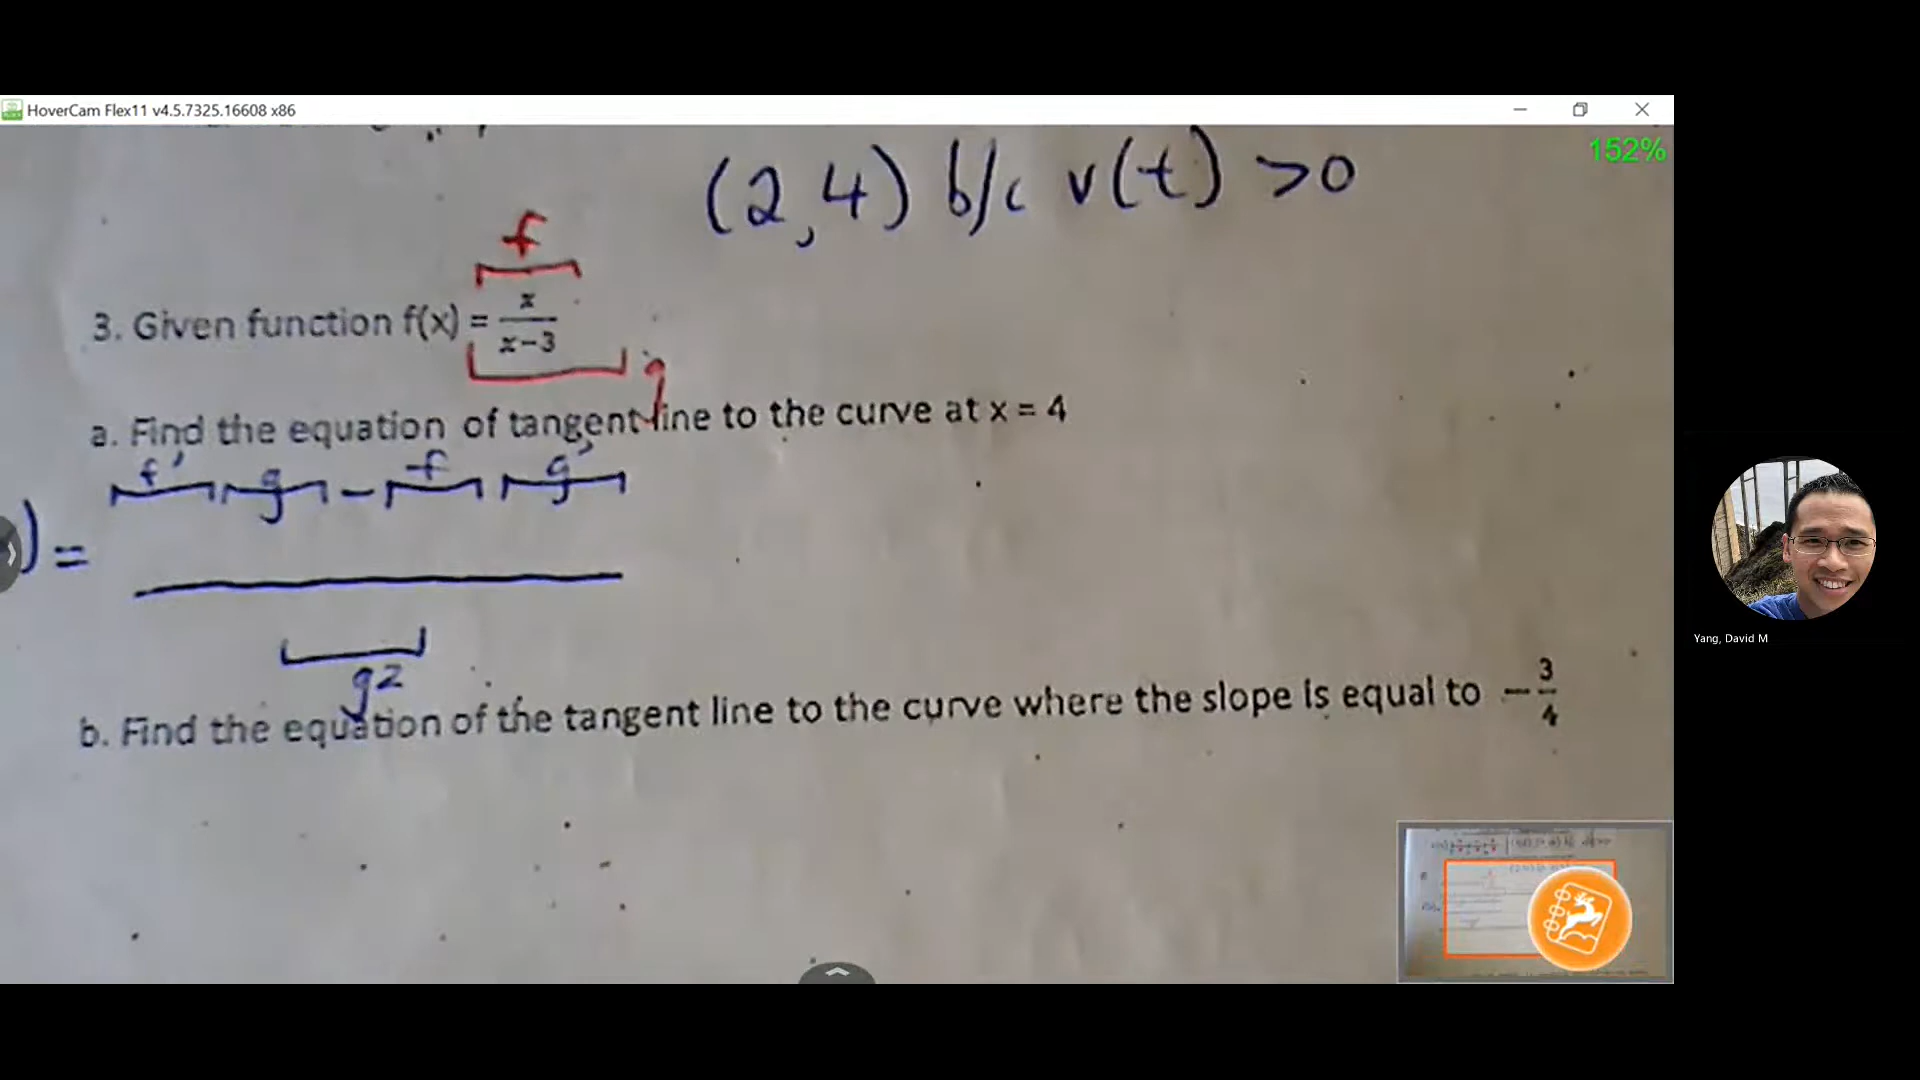 HoverCam Flex11 v4.5.7325.16608 x86
152%
(2,4) b/c v(t) >0
f
3. Given function f(x) = x/x-3
g
a. Find the equation of tangent line to the curve at x = 4
f' g - f g'
) =
g2
b. Find the equation of the tangent line to the curve where the slope is equal to -3/4
Yang, David M